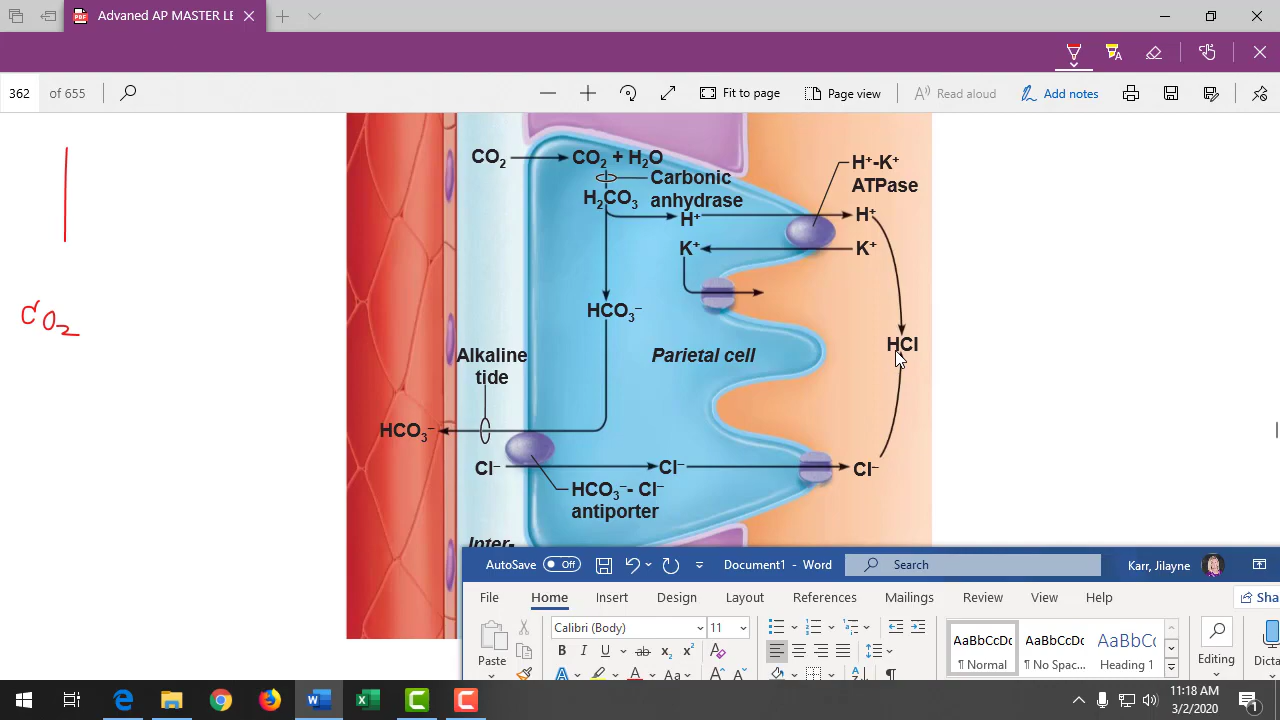 Advaned AP MASTER LE
362 of 655
Fit to page
Page view
Read aloud
Add notes
CO₂
CO₂ CO₂ + H₂O
Carbonic
anhydrase
H₂CO₃
H⁺-K⁺
ATPase
H⁺ H⁺
K⁺ K⁺
HCO₃⁻
HCl
Parietal cell
Alkaline
tide
HCO₃⁻
Cl⁻ Cl⁻ Cl⁻
HCO₃⁻- Cl⁻
antiporter
Inter-
AutoSave Off Document1 - Word Search Karr, Jilayne
File Home Insert Design Layout References Mailings Review View Help Sha
Calibri (Body) 11
AaBbCcDc AaBbCcDc AaBbCc
¶ Normal ¶ No Spac... Heading 1
Paste
Editing
Dicta
11:18 AM
3/2/2020